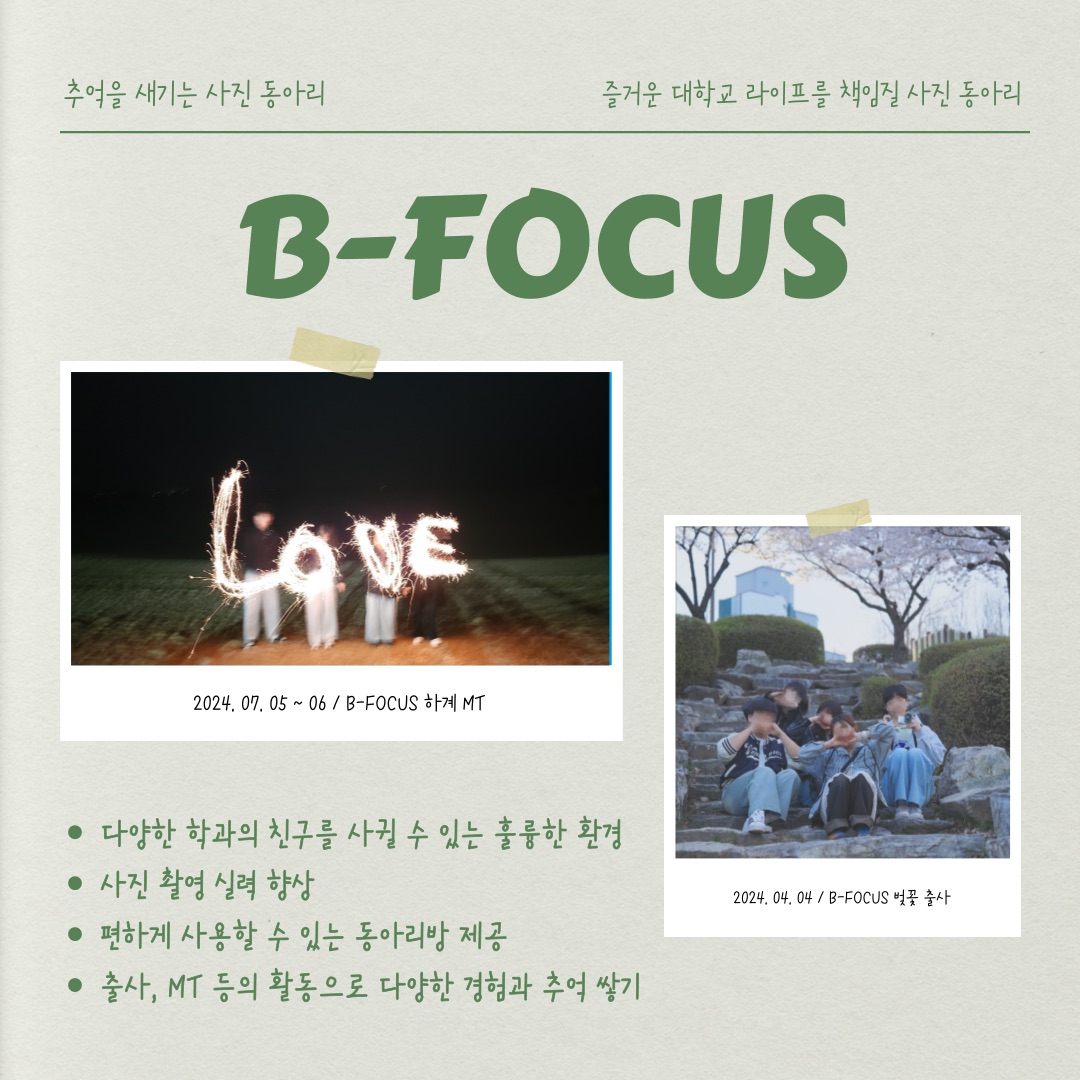 추억을 새기는 사진 동아리
즐거운 대학교 라이프를 책임질 사진 동아리
B-FOCUS
LOVE
2024. 07. 05 ~ 06 / B-FOCUS 하계 MT
2024. 04. 04 / B-FOCUS 벚꽃 출사
• 다양한 학과의 친구를 사귈 수 있는 훌륭한 환경
• 사진 촬영 실력 향상
• 편하게 사용할 수 있는 동아리방 제공
• 출사, MT 등의 활동으로 다양한 경험과 추억 쌓기